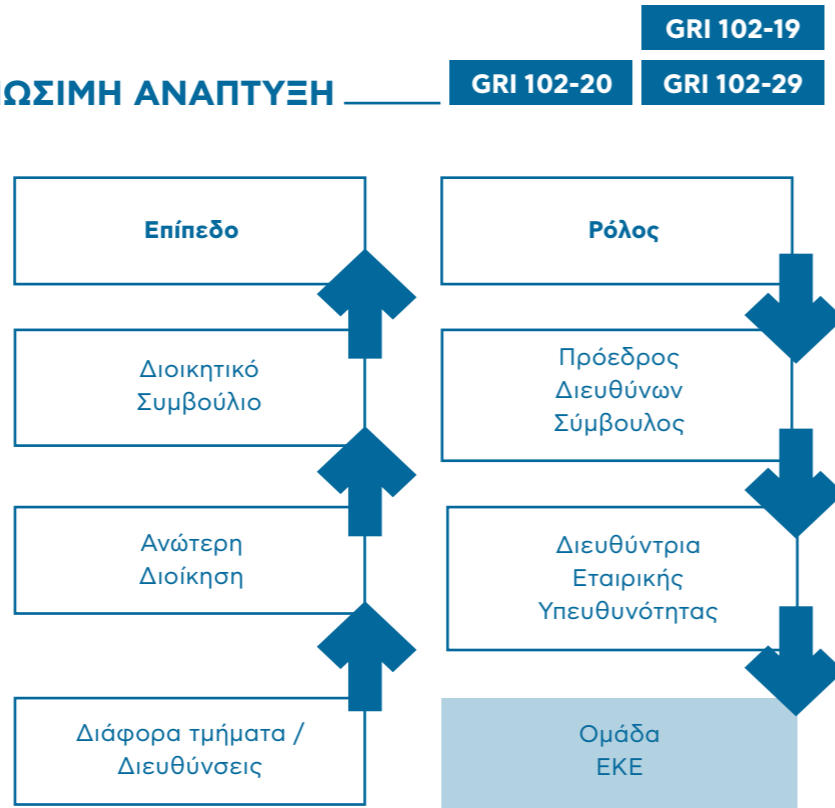 GRI 102-19
ΑΝΑΠΤΥΞΗ
GRI 102-20
GRI 102-29
Επίπεδο
Ρόλος
Διοικητικό
Συμβούλιο
Πρόεδρος
Διευθύνων
Σύμβουλος
Ανώτερη
Διοίκηση
Διευθύντρια
Εταιρικής
Υπευθυνότητας
Διάφορα τμήματα /
Διευθύνσεις
Ομάδα
ΕΚΕ